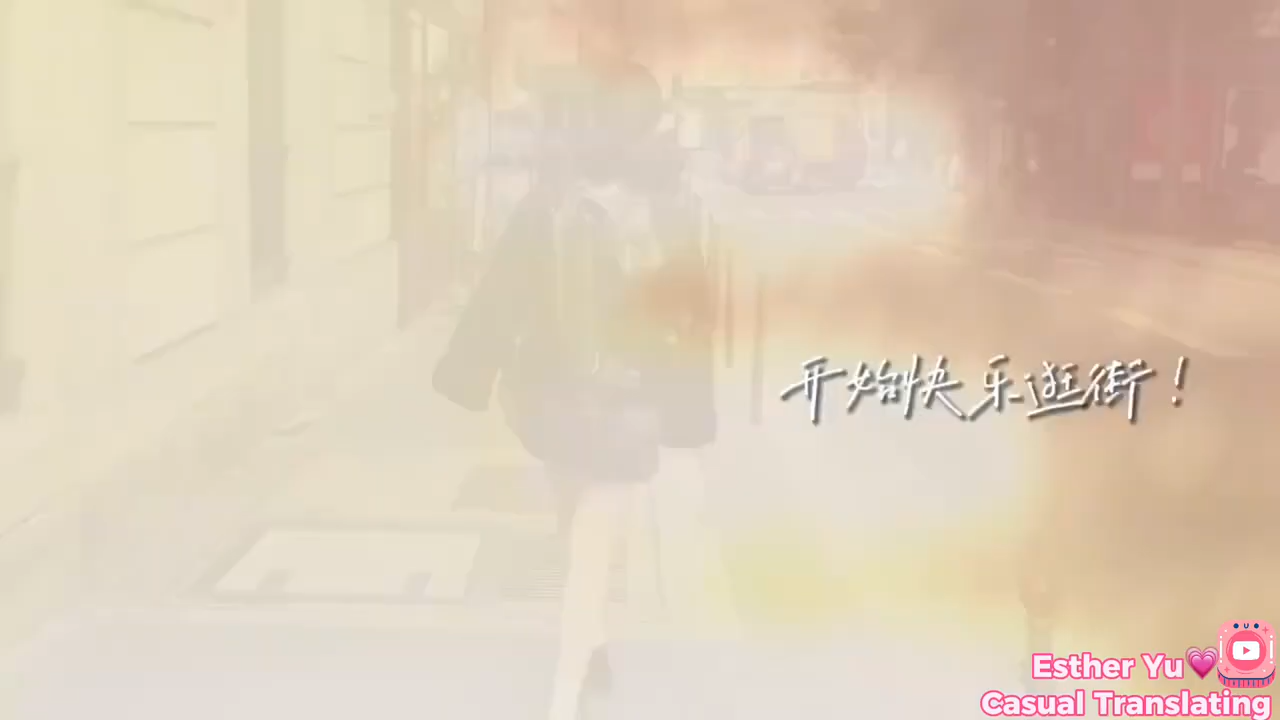 开始快乐逛街！
Esther Yu💗
Casual Translating